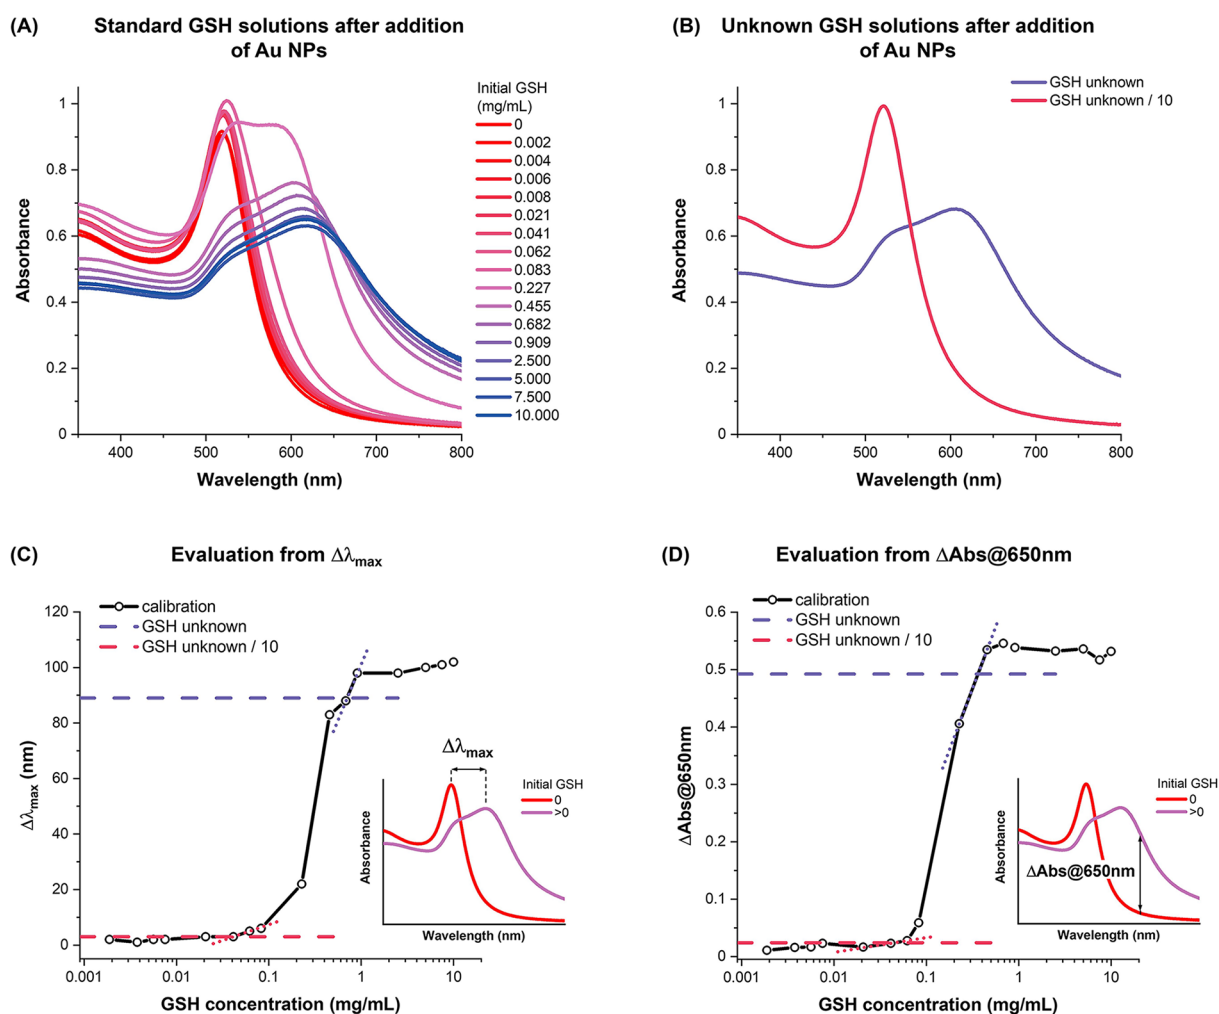 (A) Standard GSH solutions after addition
of Au NPs
Initial GSH
(mg/mL)
0
0.002
0.004
0.006
0.008
0.021
0.041
0.062
0.083
0.227
0.455
0.682
0.909
2.500
5.000
7.500
10.000
Absorbance
1
0.8
0.6
0.4
0.2
0
400 500 600 700 800
Wavelength (nm)
(B) Unknown GSH solutions after addition
of Au NPs
GSH unknown
GSH unknown / 10
Absorbance
1
0.8
0.6
0.4
0.2
0
400 500 600 700 800
Wavelength (nm)
(C) Evaluation from Δλmax
calibration
GSH unknown
GSH unknown / 10
Δλmax (nm)
120
100
80
60
40
20
0
0.001 0.01 0.1 1 10
GSH concentration (mg/mL)
Δλmax
Initial GSH
0
>0
Absorbance
Wavelength (nm)
(D) Evaluation from ΔAbs@650nm
calibration
GSH unknown
GSH unknown / 10
ΔAbs@650nm
0.6
0.5
0.4
0.3
0.2
0.1
0
0.001 0.01 0.1 1 10
GSH concentration (mg/mL)
Initial GSH
0
>0
ΔAbs@650nm
Absorbance
Wavelength (nm)